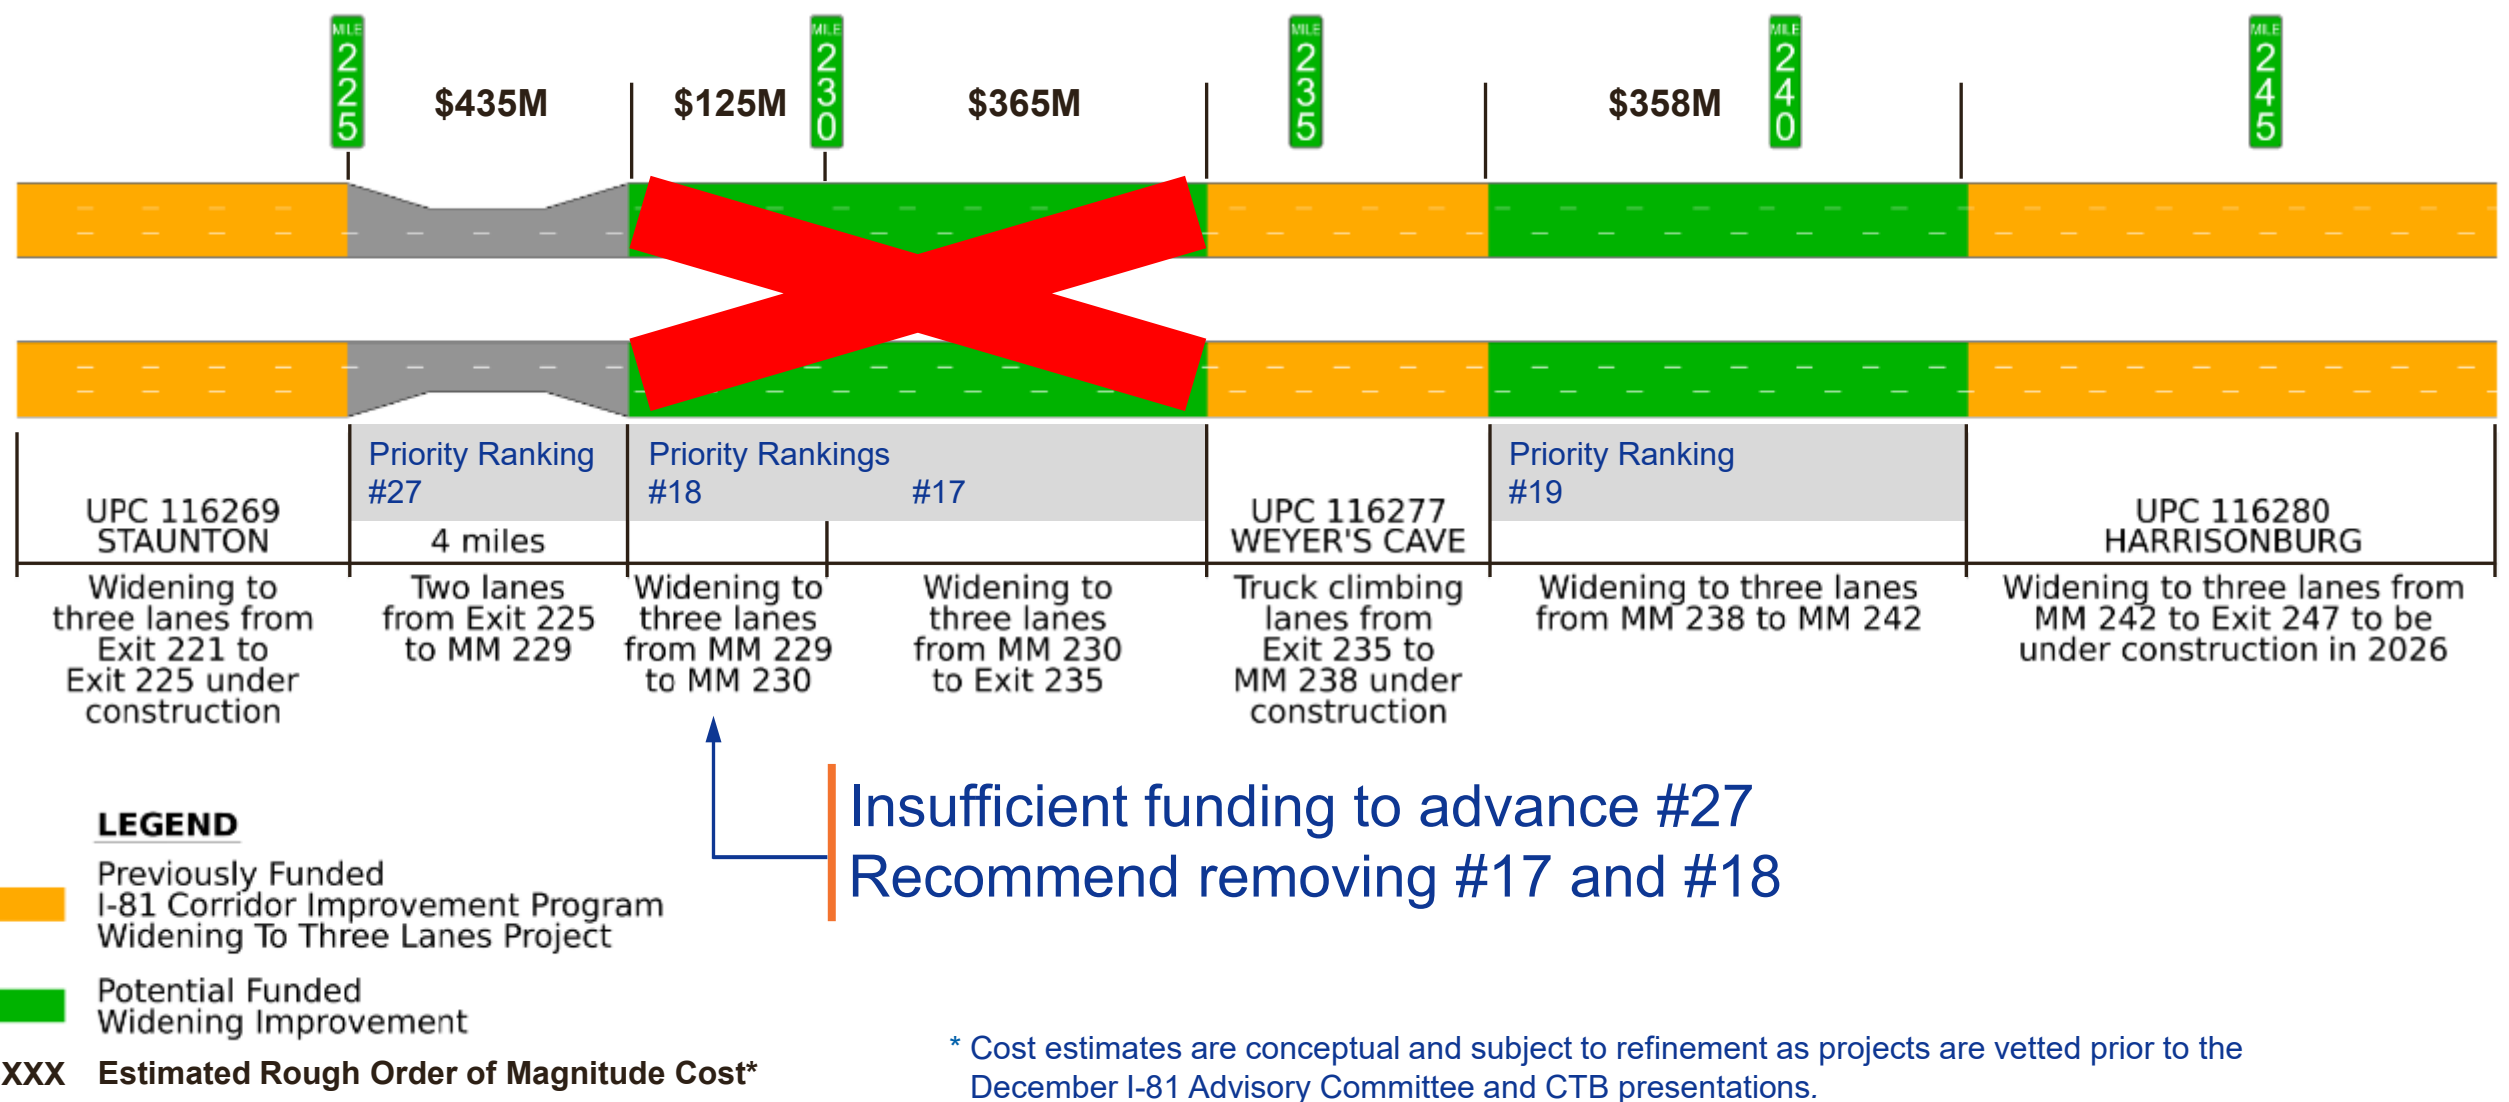 MILE 225
MILE 230
MILE 235
MILE 240
MILE 245
$435M
$125M
$365M
$358M
Priority Ranking
#27
Priority Rankings
#18 #17
Priority Ranking
#19
UPC 116269
STAUNTON
4 miles
UPC 116277
WEYER'S CAVE
UPC 116280
HARRISONBURG
Widening to
three lanes from
Exit 221 to
Exit 225 under
construction
Two lanes
from Exit 225
to MM 229
Widening to
three lanes
from MM 229
to MM 230
Widening to
three lanes
from MM 230
to Exit 235
Truck climbing
lanes from
Exit 235 to
MM 238 under
construction
Widening to three lanes
from MM 238 to MM 242
Widening to three lanes from
MM 242 to Exit 247 to be
under construction in 2026
Insufficient funding to advance #27
Recommend removing #17 and #18
LEGEND
Previously Funded
I-81 Corridor Improvement Program
Widening To Three Lanes Project
Potential Funded
Widening Improvement
XXX Estimated Rough Order of Magnitude Cost*
* Cost estimates are conceptual and subject to refinement as projects are vetted prior to the
December I-81 Advisory Committee and CTB presentations.